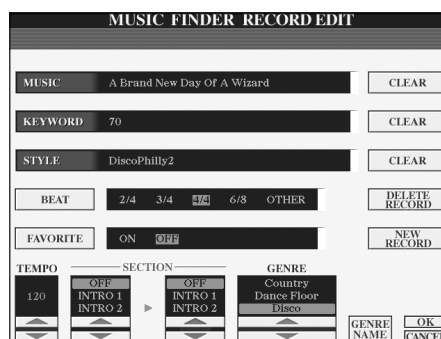 MUSIC FINDER RECORD EDIT
MUSIC A Brand New Day Of A Wizard CLEAR
KEYWORD 70 CLEAR
STYLE DiscoPhilly2 CLEAR
BEAT 2/4 3/4 4/4 6/8 OTHER DELETE RECORD
FAVORITE ON OFF NEW RECORD
TEMPO SECTION GENRE
120
OFF OFF Country
INTRO 1 INTRO 1 Dance Floor
INTRO 2 INTRO 2 Disco
GENRE NAME OK
CANCEL